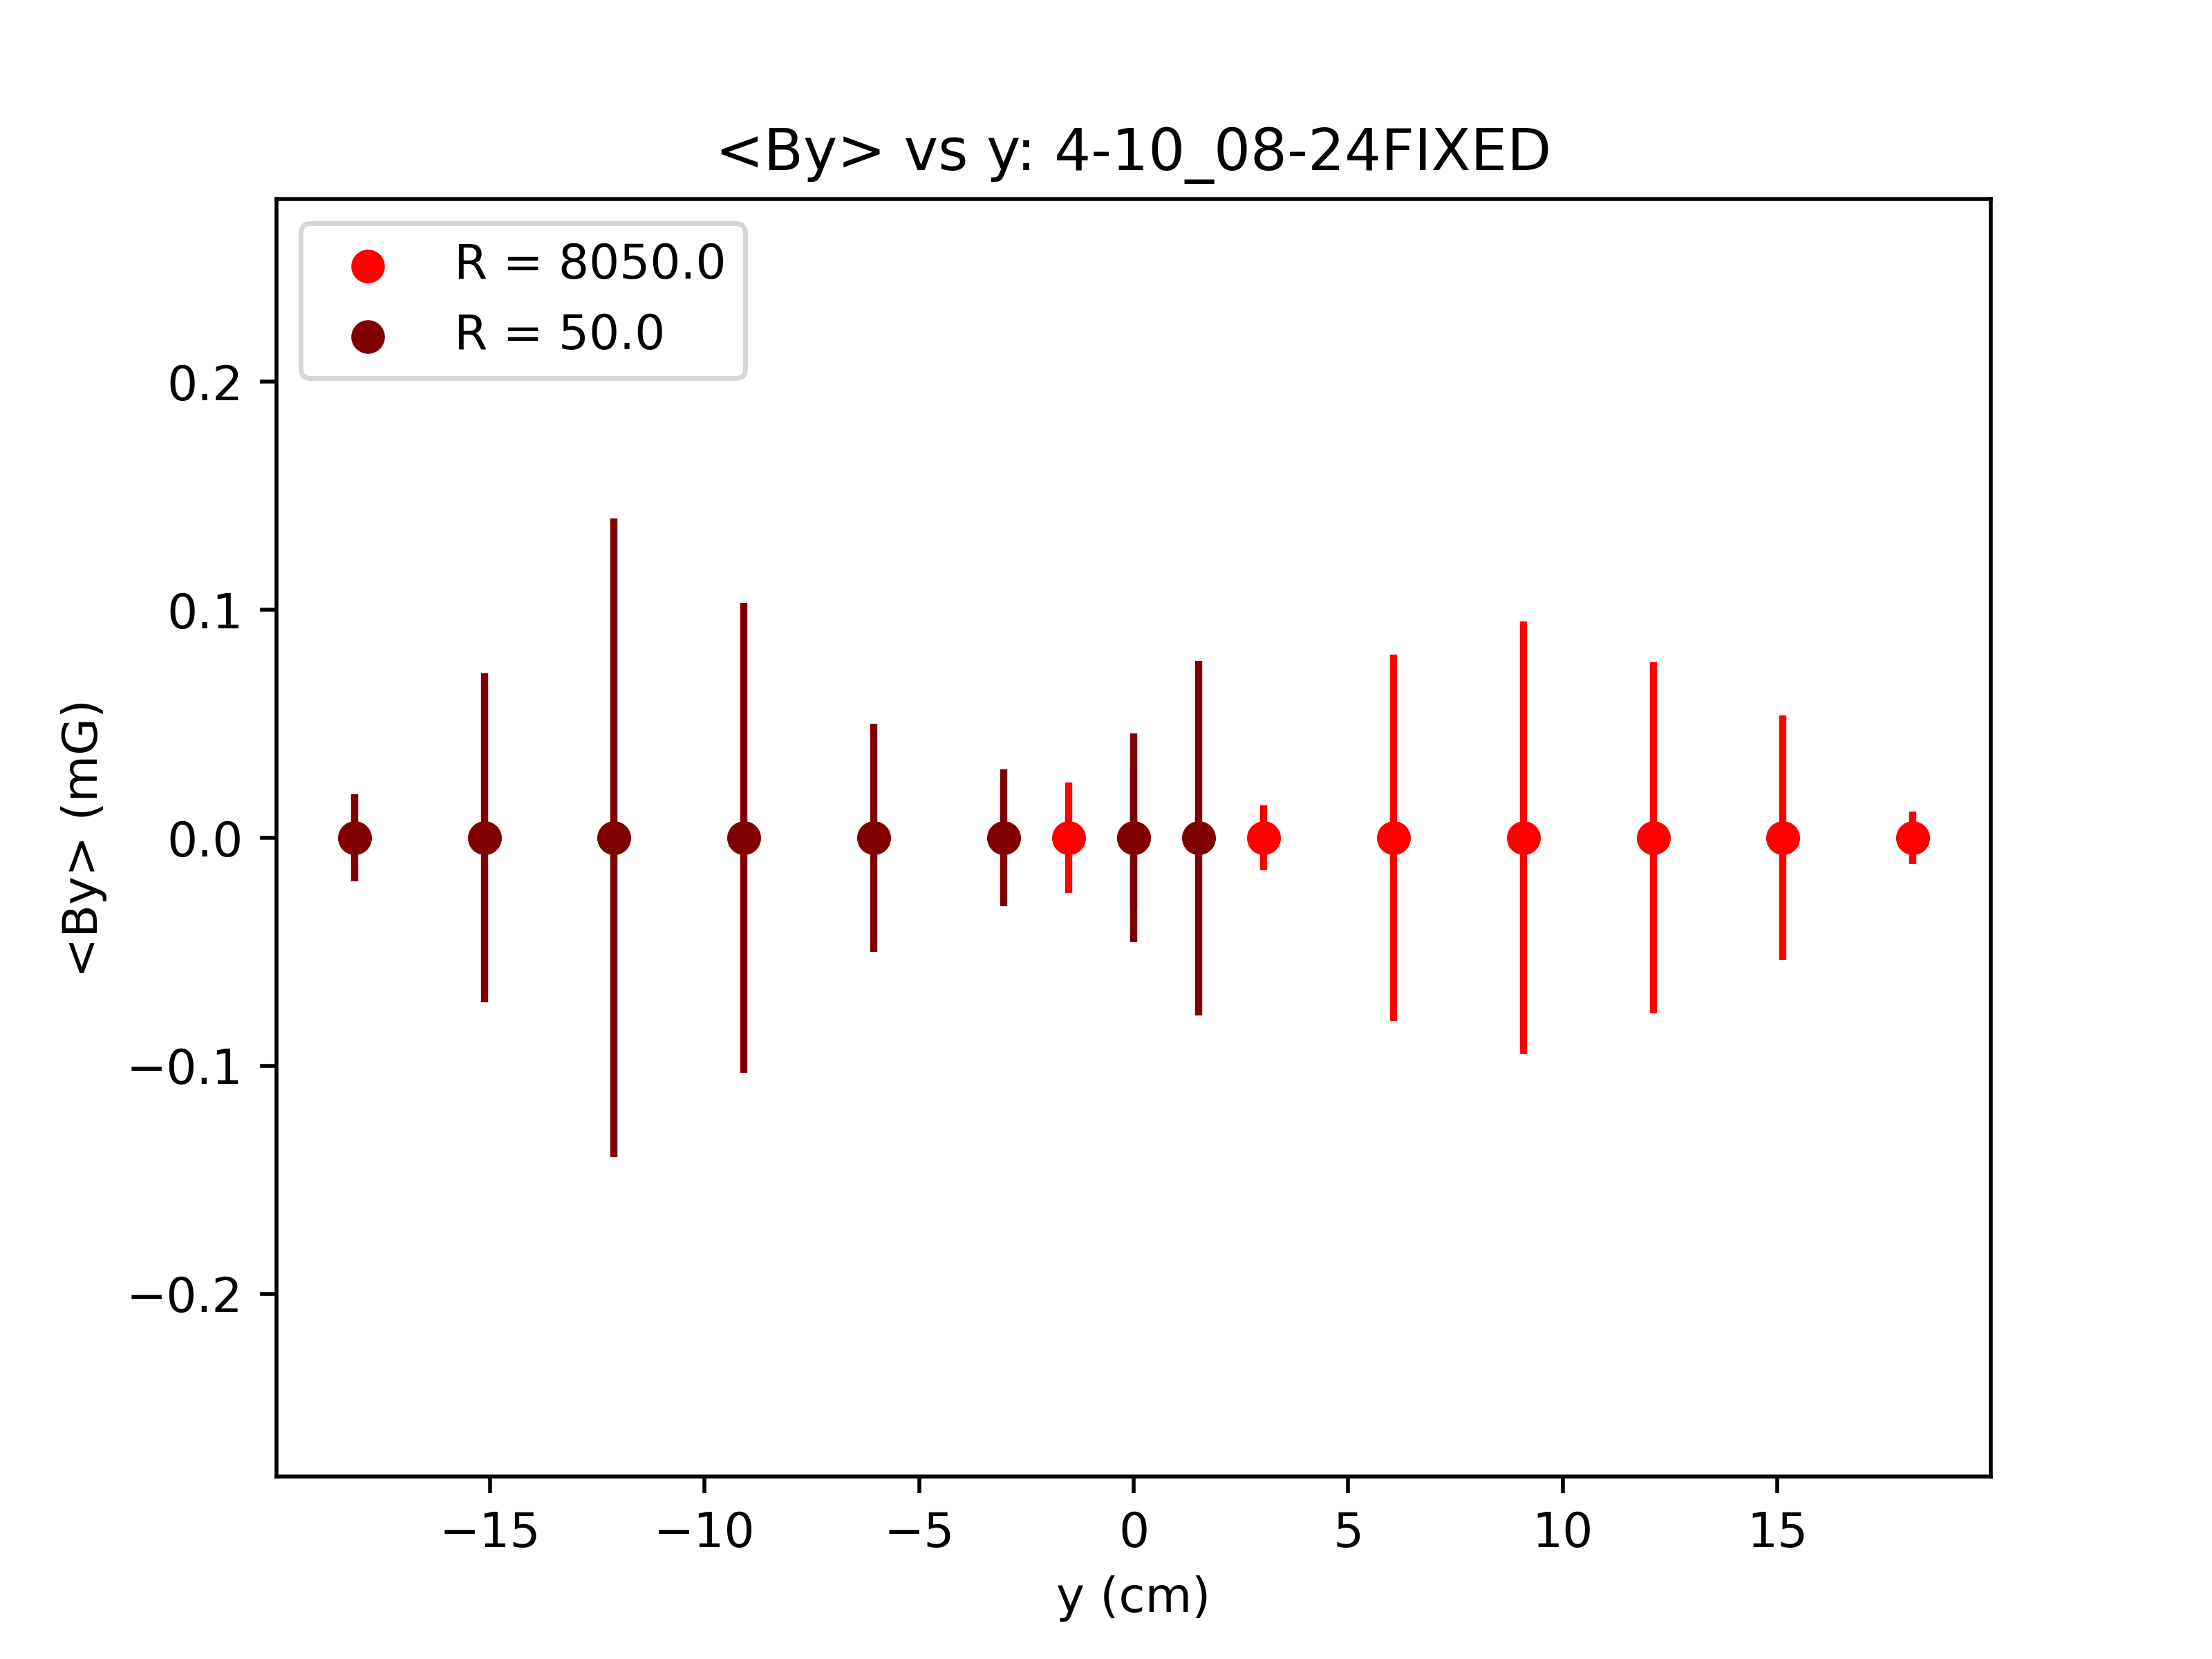 <By> vs y: 4-10_08-24FIXED
R = 8050.0
R = 50.0
0.2
0.1
0.0
−0.1
−0.2
<By> (mG)
−15 −10 −5 0 5 10 15
y (cm)